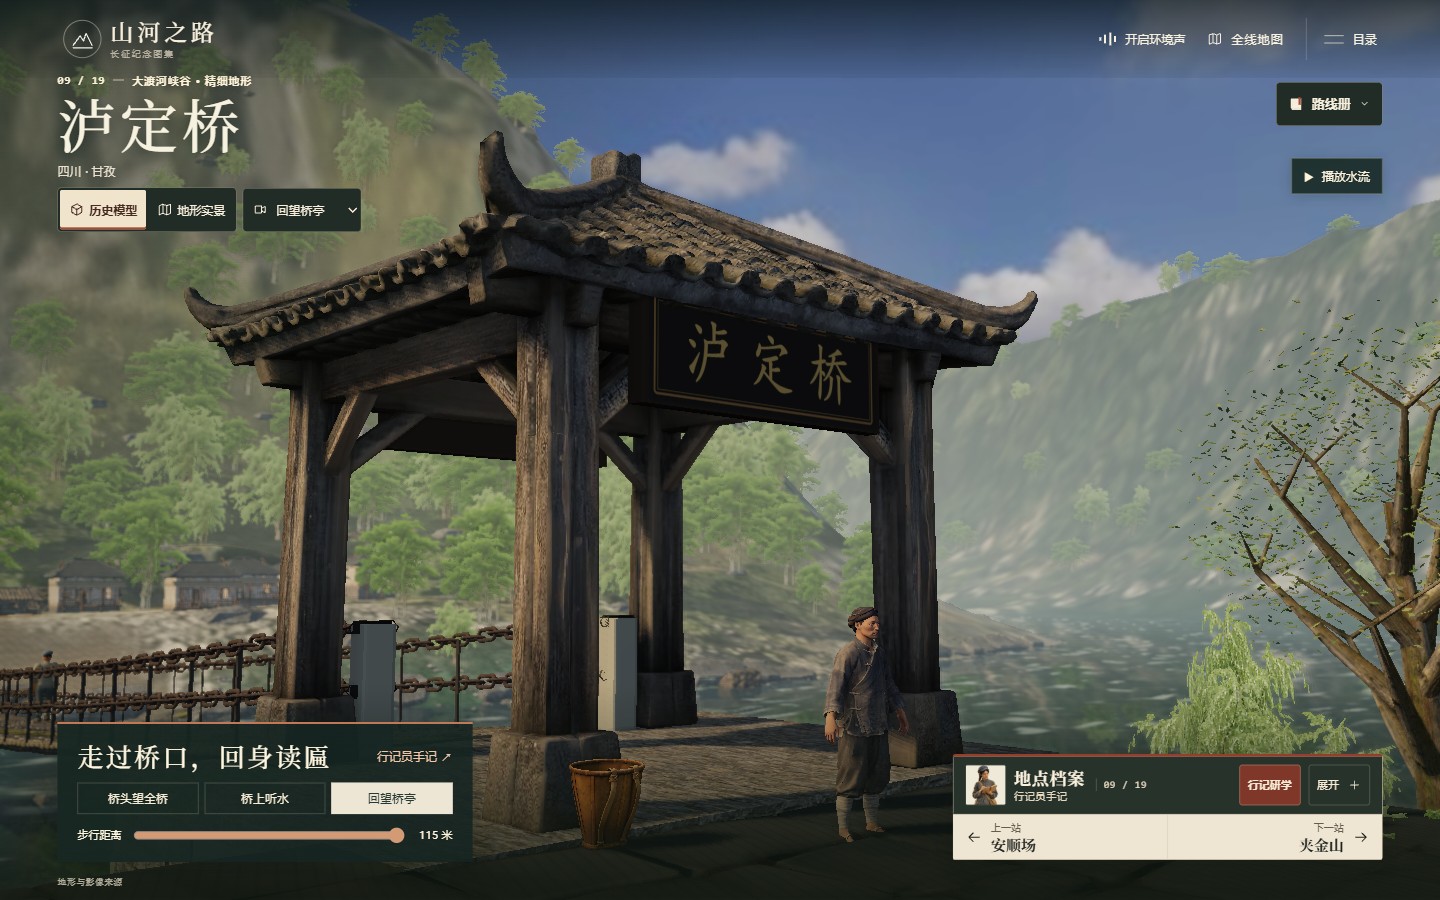 山河之路
长征纪念图集
开启环境声
全线地图
目录
09 / 19 — 大渡河峡谷 • 精细地形
泸定桥
四川 · 甘孜
历史模型
地形实景
回望桥亭
路线册
播放水流
泸定桥
走过桥口，回身读匾
行记员手记 ↗
桥头望全桥
桥上听水
回望桥亭
步行距离
115 米
地点档案
行记员手记
09 / 19
行记研学
展开 +
← 上一站
安顺场
下一站 →
夹金山
地形与影像来源